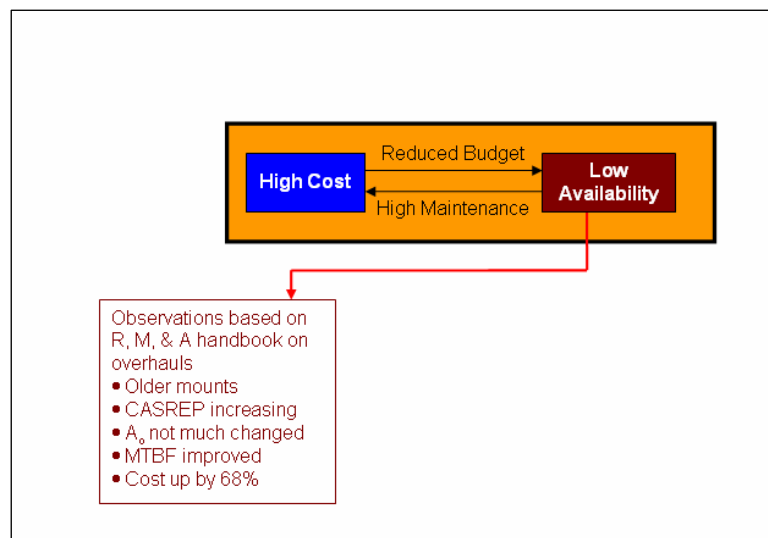 Reduced Budget
High Cost
Low
Availability
High Maintenance
Observations based on
R, M, & A handbook on
overhauls
• Older mounts
• CASREP increasing
• Ao not much changed
• MTBF improved
• Cost up by 68%